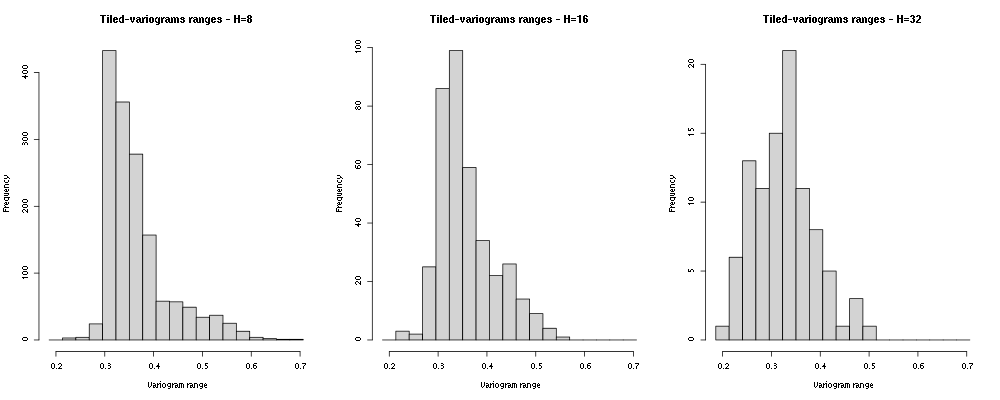 Tiled-variograms ranges - H=8
Frequency
0
100
200
300
400
0.2 0.3 0.4 0.5 0.6 0.7
Variogram range
Tiled-variograms ranges - H=16
Frequency
0
20
40
60
80
100
0.2 0.3 0.4 0.5 0.6 0.7
Variogram range
Tiled-variograms ranges - H=32
Frequency
0
5
10
15
20
0.2 0.3 0.4 0.5 0.6 0.7
Variogram range